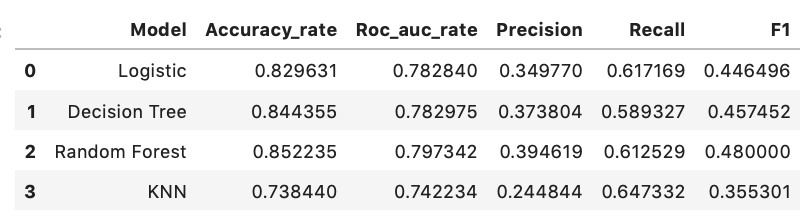 Model Accuracy_rate Roc_auc_rate Precision Recall F1
0 Logistic 0.829631 0.782840 0.349770 0.617169 0.446496
1 Decision Tree 0.844355 0.782975 0.373804 0.589327 0.457452
2 Random Forest 0.852235 0.797342 0.394619 0.612529 0.480000
3 KNN 0.738440 0.742234 0.244844 0.647332 0.355301